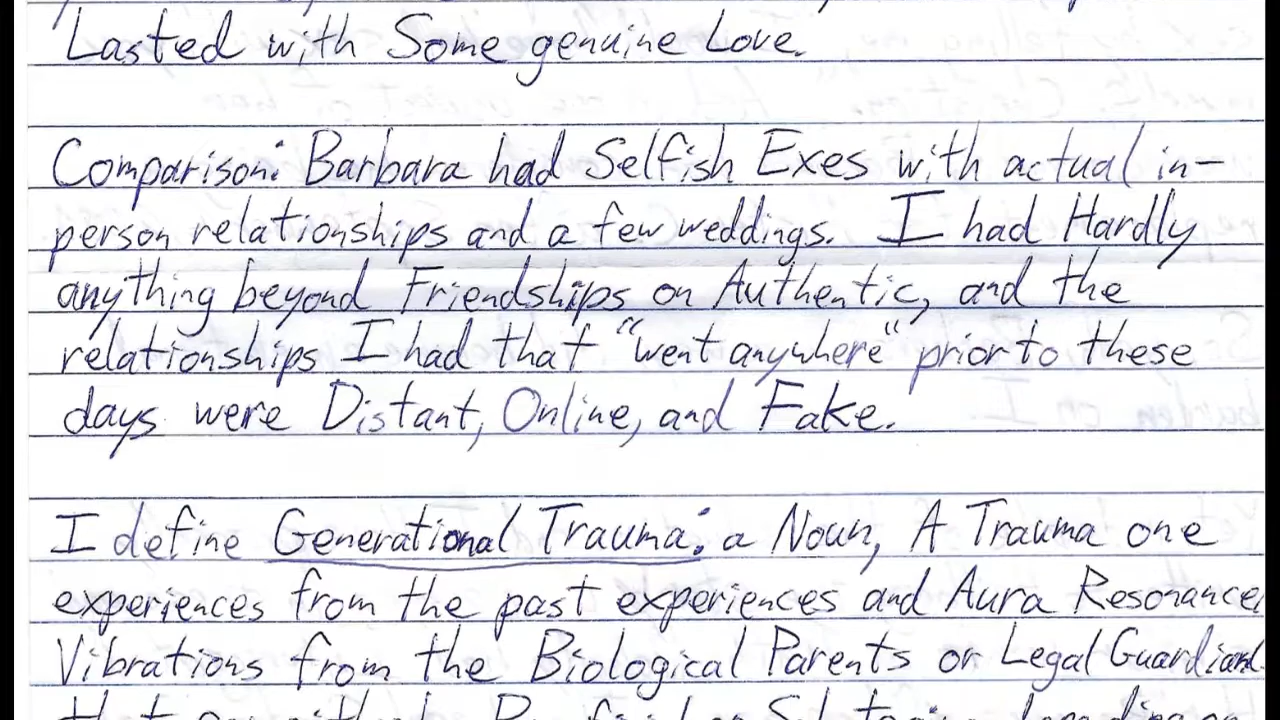 Lasted with Some genuine Love.
Comparison: Barbara had Selfish Exes with actual in-
person relationships and a few weddings. I had Hardly
anything beyond Friendships on Authentic, and the
relationships I had that "went anywhere" prior to these
days were Distant, Online, and Fake.
I define Generational Trauma: a Noun, A Trauma one
experiences from the past experiences and Aura Resonance
Vibrations from the Biological Parents or Legal Guardian